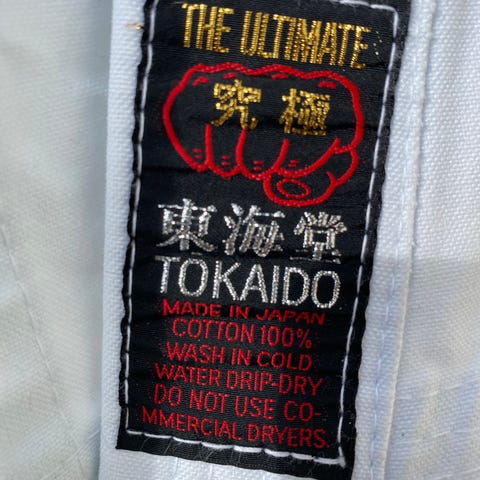 THE ULTIMATE
究極
東海堂
TOKAIDO
MADE IN JAPAN
COTTON 100%
WASH IN COLD
WATER DRIP-DRY
DO NOT USE CO-
MMERCIAL DRYERS.